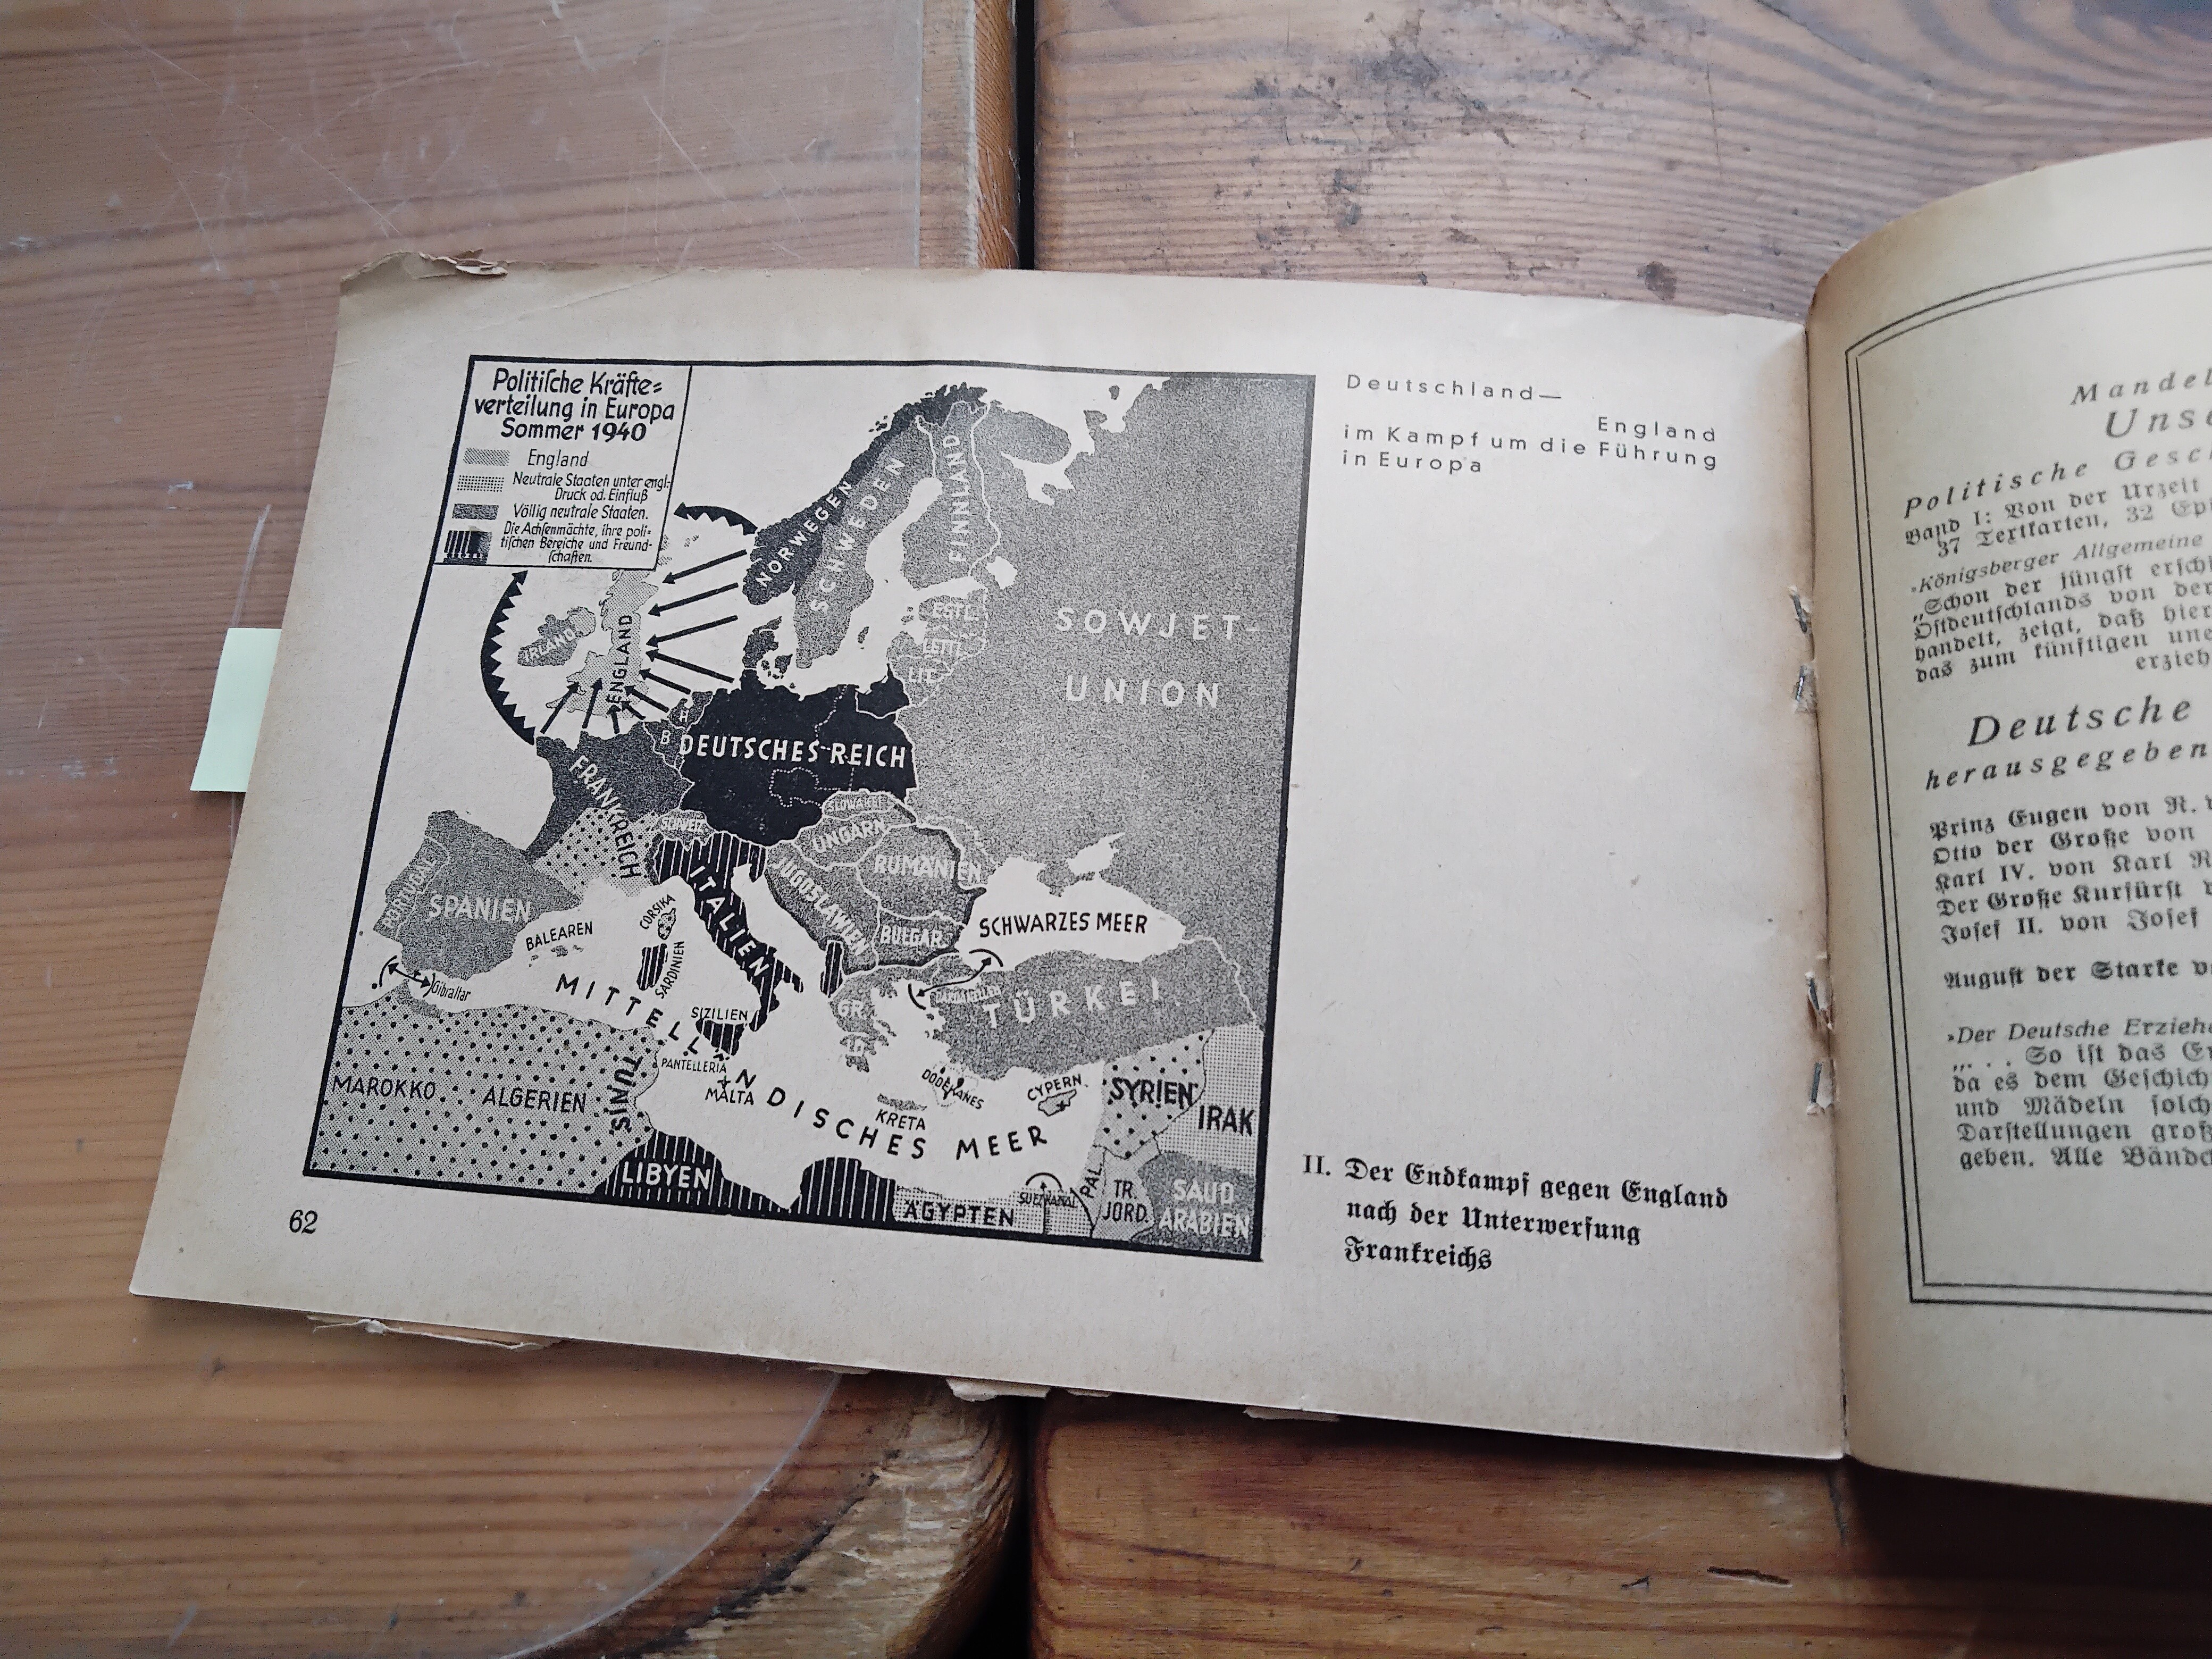 Politiſche Kräfte=
verteilung in Europa
Sommer 1940
England
Neutrale Staaten unter engl.
Druck od. Einfluß
Völlig neutrale Staaten.
Die Achſenmächte, ihre poli=
tiſchen Bereiche und Freund=
ſchaften.
NORWEGEN
SCHWEDEN
FINNLAND
ESTL.
LETTL.
LIT.
SOWJET-
UNION
IRLAND
ENGLAND
H
B
DEUTSCHES REICH
FRANKREICH
SCHWEIZ
SLOWAKEI
UNGARN
RUMÄNIEN
JUGOSLAWIEN
BULGAR.
ITALIEN
PORTUGAL
SPANIEN
BALEAREN
CORSIKA
SARDINIEN
SCHWARZES MEER
Gibraltar
MITTELLÄNDISCHES MEER
SIZILIEN
PANTELLERIA
MALTA
GR.
DARDANELLEN
TÜRKEI
DODEKANES
KRETA
CYPERN
MAROKKO
ALGERIEN
TUNIS
LIBYEN
ÄGYPTEN
SUEZKANAL
PAL.
TR.
JORD.
SYRIEN
IRAK
SAUD
ARABIEN
62
Deutschland—
England
im Kampf um die Führung
in Europa
II. Der Endkampf gegen England
nach der Unterwerfung
Frankreichs
Politische
Band I: Von der Urzeit
37 Textkarten, 32
»Königsberger Allgemeine
„Schon der jüngſt
Oſtdeutſchlands von der
handelt, zeigt, daß hier
das zum künftigen
Deutsche
herausgegeben
Prinz Eugen von R.
Otto der Große von
Karl IV. von Karl
Der Große Kurfürſt
Joſef II. von Joſef
Auguſt der Starke
»Der Deutsche
„... So iſt das
da es dem
und Mädeln ſolch
Darſtellungen
geben. Alle